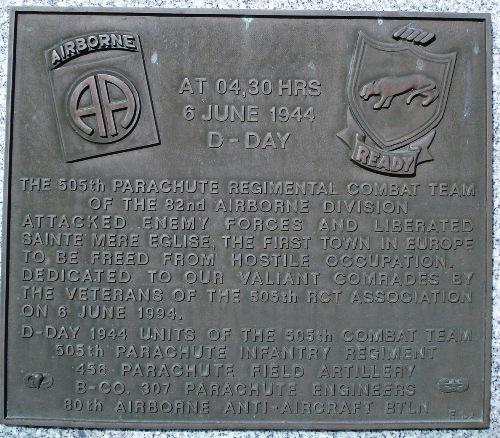 AIRBORNE
AA
AT 04,30 HRS
6 JUNE 1944
D-DAY
READY
THE 505th PARACHUTE REGIMENTAL COMBAT TEAM
OF THE 82nd AIRBORNE DIVISION
ATTACKED ENEMY FORCES AND LIBERATED
SAINTE MERE EGLISE, THE FIRST TOWN IN EUROPE
TO BE FREED FROM HOSTILE OCCUPATION.
DEDICATED TO OUR VALIANT COMRADES BY
THE VETERANS OF THE 505th RCT ASSOCIATION
ON 6 JUNE 1994.
D-DAY 1944 UNITS OF THE 505th COMBAT TEAM
505th PARACHUTE INFANTRY REGIMENT
456 PARACHUTE FIELD ARTILLERY
B-CO. 307 PARACHUTE ENGINEERS
80th AIRBORNE ANTI-AIRCRAFT BTLN